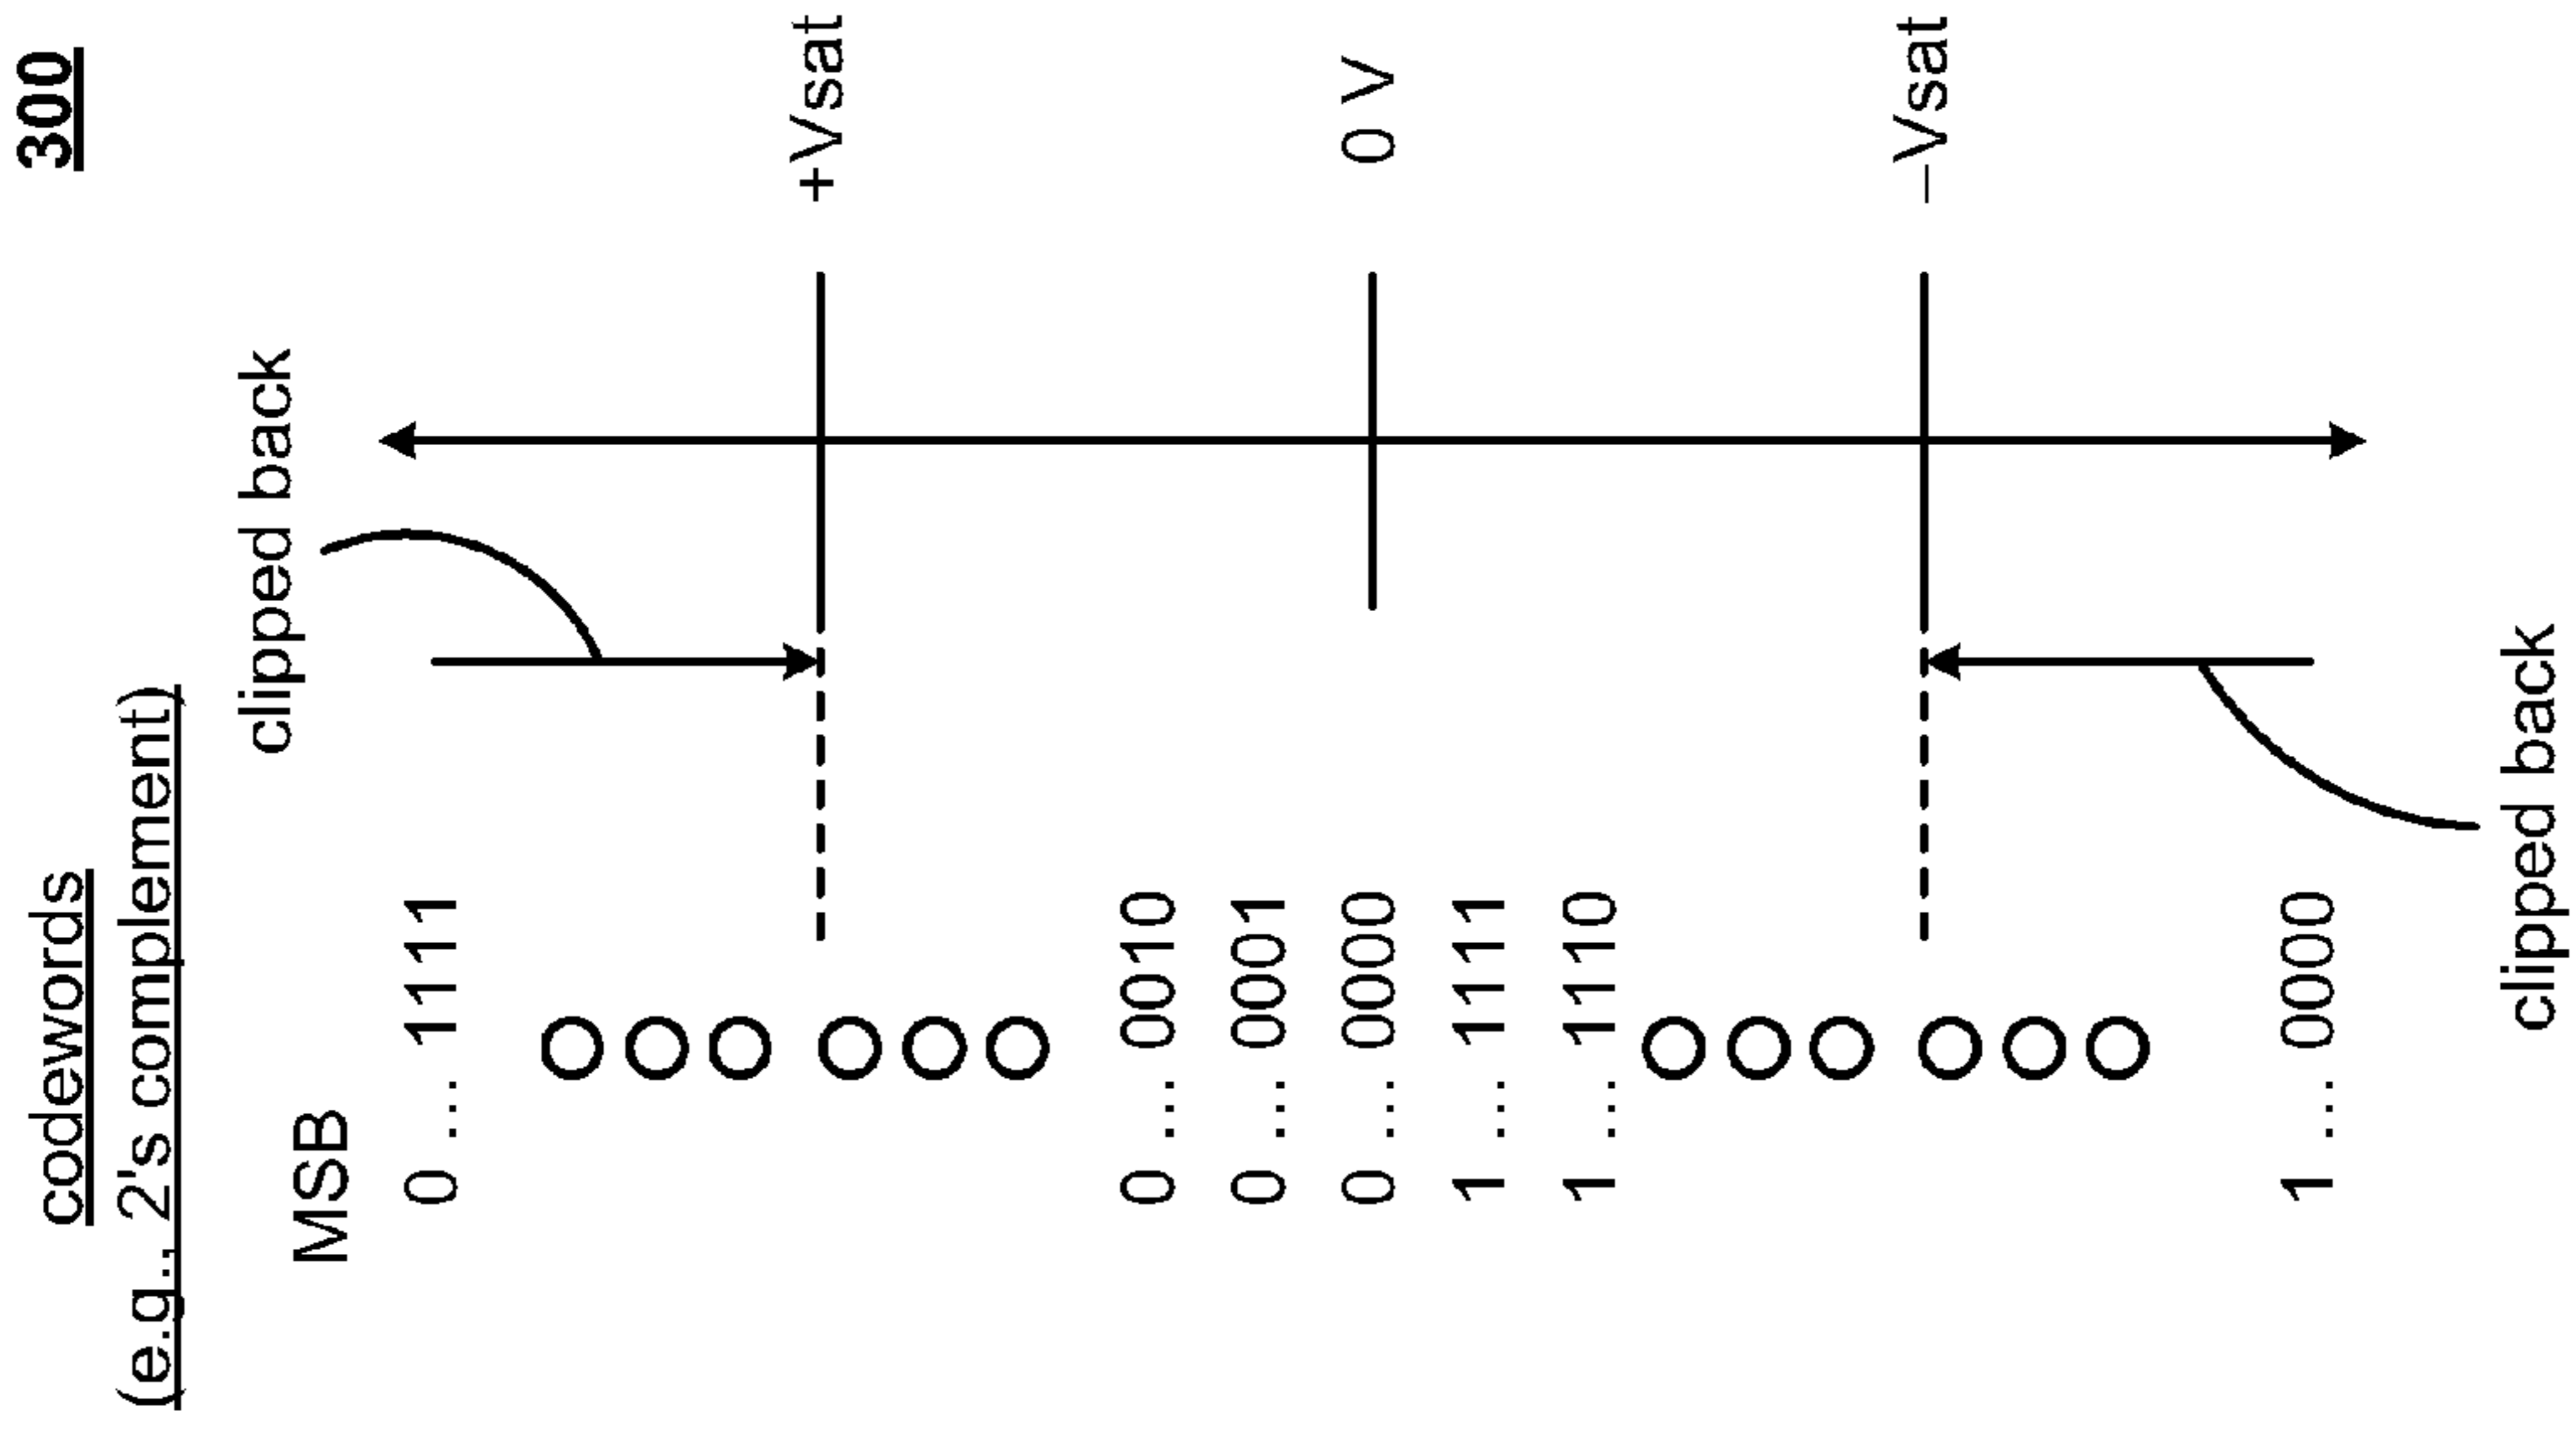 300
codewords
(e.g., 2's complement)
MSB
clipped back
0 ... 1111
+Vsat
0 ... 0010
0 ... 0001
0 ... 0000
0 V
1 ... 1111
1 ... 1110
–Vsat
1 ... 0000
clipped back